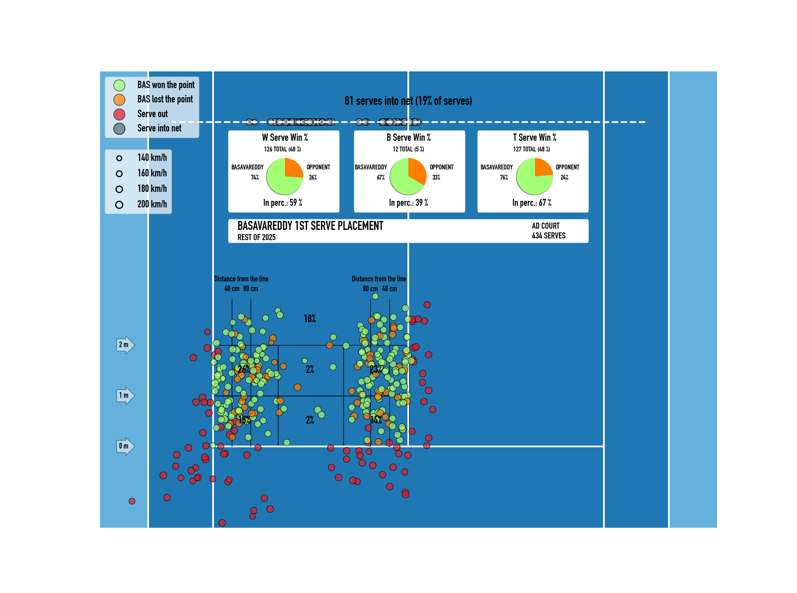 BAS won the point
BAS lost the point
Serve out
Serve into net
140 km/h
160 km/h
180 km/h
200 km/h
81 serves into net (19% of serves)
W Serve Win %
126 TOTAL (48 %)
BASAVAREDDY
74%
OPPONENT
26%
In perc.: 59 %
B Serve Win %
12 TOTAL (5 %)
BASAVAREDDY
67%
OPPONENT
33%
In perc.: 39 %
T Serve Win %
127 TOTAL (48 %)
BASAVAREDDY
76%
OPPONENT
24%
In perc.: 67 %
BASAVAREDDY 1ST SERVE PLACEMENT
REST OF 2025
AD COURT
434 SERVES
Distance from the line
40 cm 80 cm
Distance from the line
80 cm 40 cm
18%
2 m
26%
2%
23%
1 m
15%
2%
14%
0 m